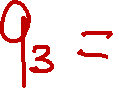 q₃ =